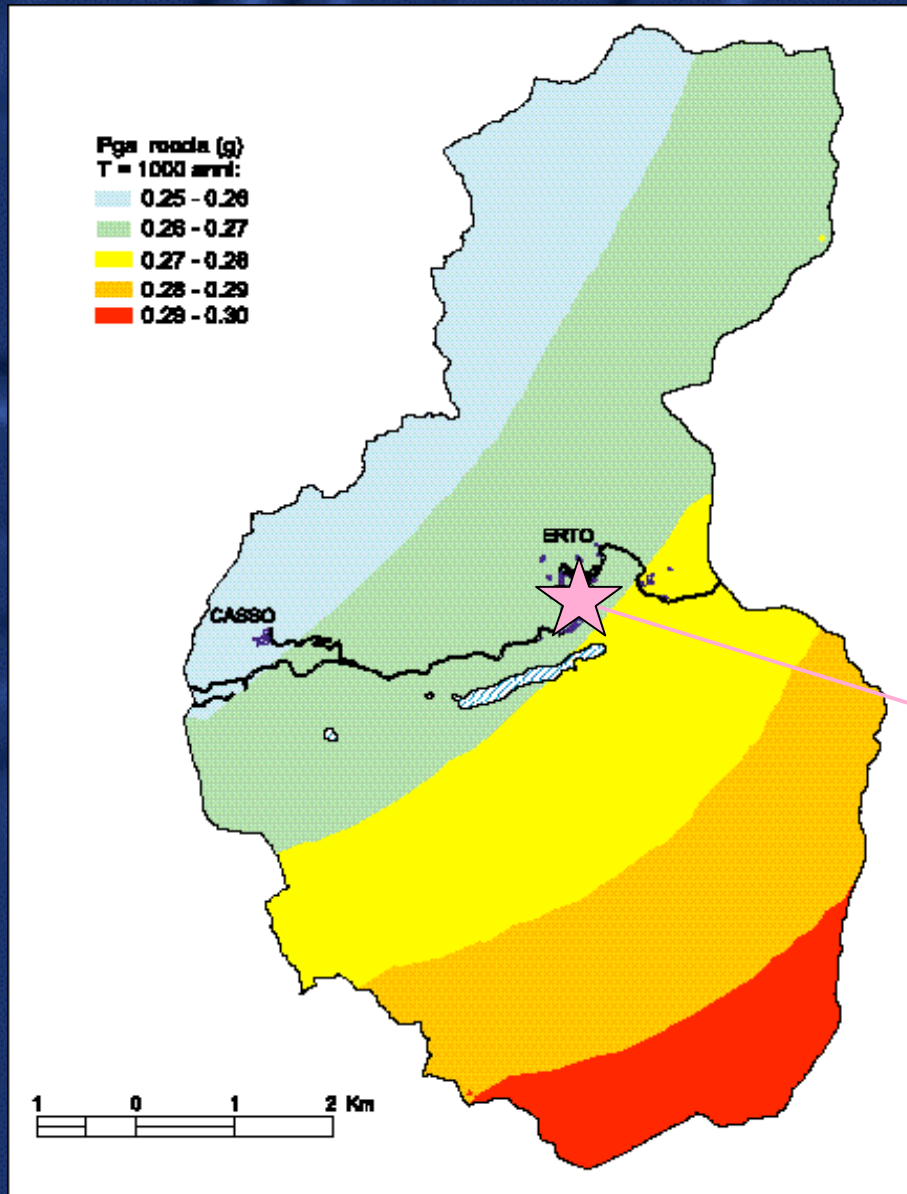 Pga roccia (g)
T = 1000 anni:
0.25 - 0.26
0.26 - 0.27
0.27 - 0.28
0.28 - 0.29
0.29 - 0.30
ERTO
CASSO
1 0 1 2 Km